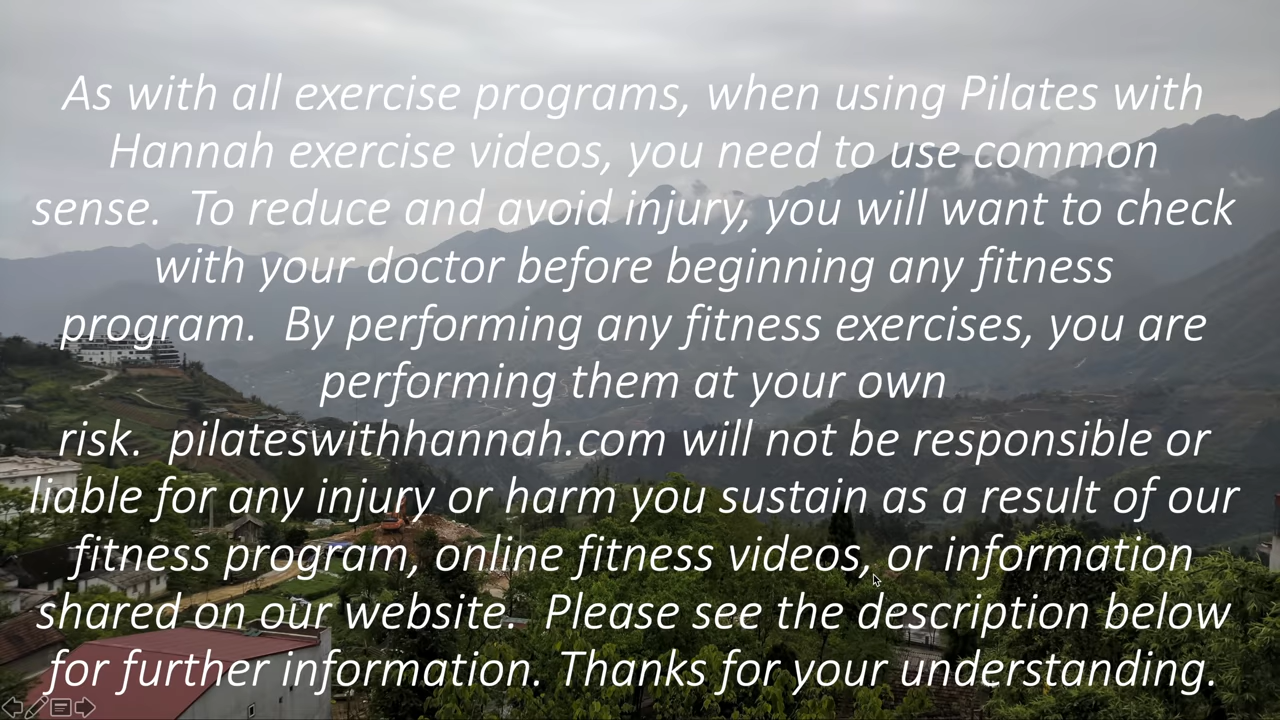 As with all exercise programs, when using Pilates with
Hannah exercise videos, you need to use common
sense.  To reduce and avoid injury, you will want to check
with your doctor before beginning any fitness
program.  By performing any fitness exercises, you are
performing them at your own
risk.  pilateswithhannah.com will not be responsible or
liable for any injury or harm you sustain as a result of our
fitness program, online fitness videos, or information
shared on our website.  Please see the description below
for further information. Thanks for your understanding.